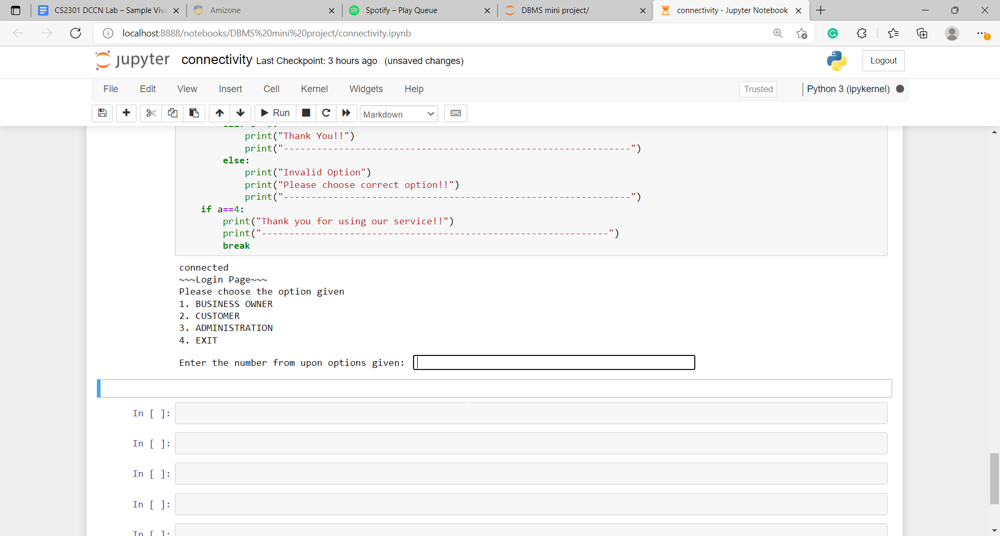 CS2301 DCCN Lab – Sample Viva
Amizone
Spotify – Play Queue
DBMS mini project/
connectivity - Jupyter Notebook
localhost:8888/notebooks/DBMS%20mini%20project/connectivity.ipynb
jupyter connectivity Last Checkpoint: 3 hours ago (unsaved changes)
Logout
File Edit View Insert Cell Kernel Widgets Help
Trusted
Python 3 (ipykernel)
Run
Markdown
print("Thank You!!")
print("---------------------------------------------------------------")
else:
print("Invalid Option")
print("Please choose correct option!!")
print("---------------------------------------------------------------")
if a==4:
print("Thank you for using our service!!")
print("---------------------------------------------------------------")
break
connected
~~~Login Page~~~
Please choose the option given
1. BUSINESS OWNER
2. CUSTOMER
3. ADMINISTRATION
4. EXIT
Enter the number from upon options given:
In [ ]:
In [ ]:
In [ ]:
In [ ]:
In [ ]: